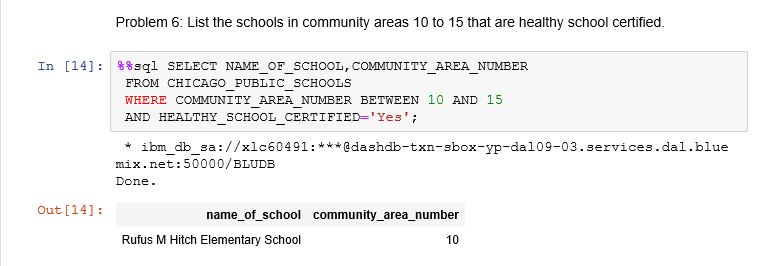 Problem 6: List the schools in community areas 10 to 15 that are healthy school certified.
In [14]: %%sql SELECT NAME_OF_SCHOOL,COMMUNITY_AREA_NUMBER
FROM CHICAGO_PUBLIC_SCHOOLS
WHERE COMMUNITY_AREA_NUMBER BETWEEN 10 AND 15
AND HEALTHY_SCHOOL_CERTIFIED='Yes';
* ibm_db_sa://xlc60491:***@dashdb-txn-sbox-yp-dal09-03.services.dal.blue
mix.net:50000/BLUDB
Done.
Out[14]: name_of_school community_area_number
Rufus M Hitch Elementary School 10